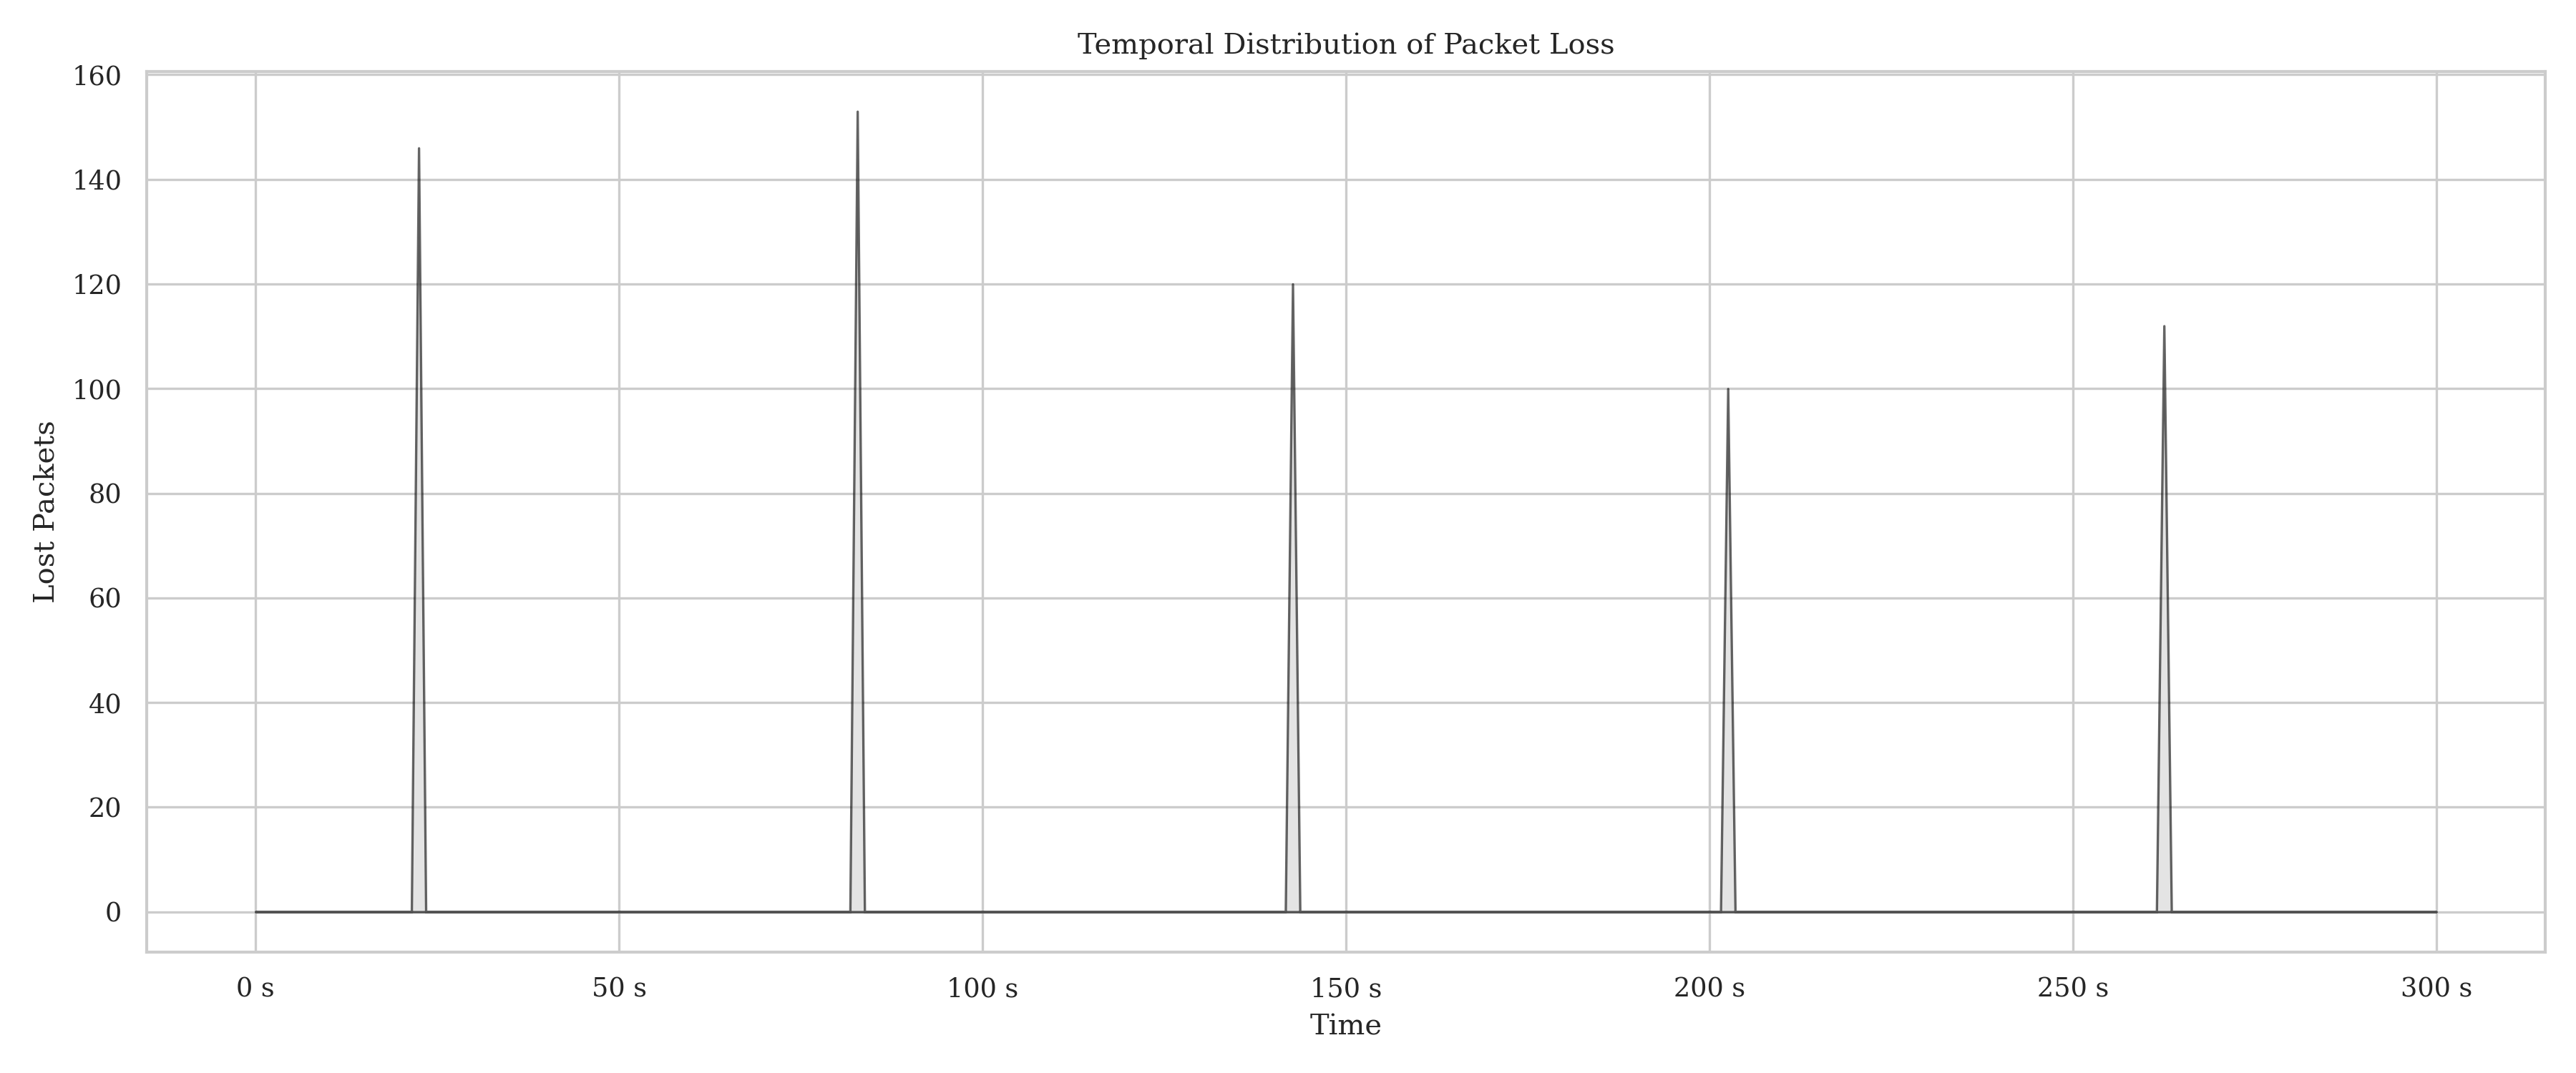 Temporal Distribution of Packet Loss
160
140
120
100
80
60
40
20
0
Lost Packets
0 s
50 s
100 s
150 s
200 s
250 s
300 s
Time